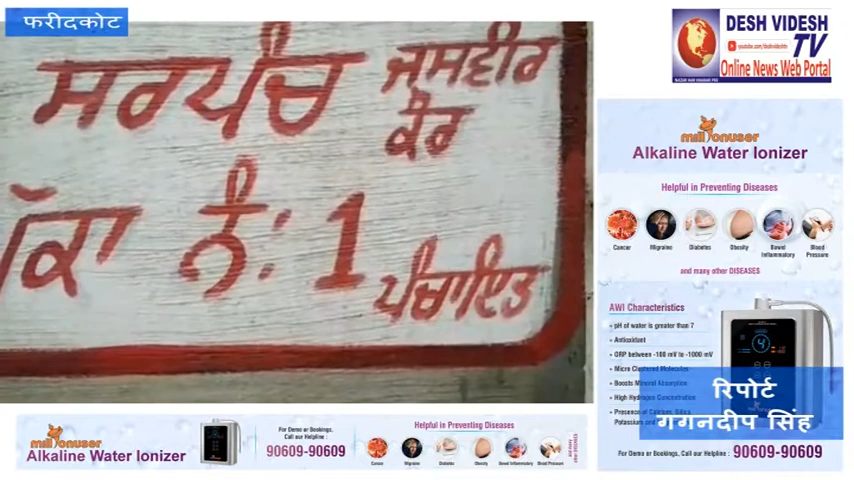 फरीदकोट
ਸਰਪੰਚ ਜਸਵੀਰ
ਕੌਰ
ਨੰ: 1
ਪੰਚਾਇਤ
DESH VIDESH
TV
Online News Web Portal
millionuser
Alkaline Water Ionizer
Helpful in Preventing Diseases
Cancer Migraine Diabetes Obesity Bowel Inflammatory Blood Pressure
and many other DISEASES
AWI Characteristics
• pH of water is greater than 7
• Antioxidant
• ORP between -100 mV to -1000 mV
• Micro Clustered Molecules
• Boosts Mineral Absorption
• High Hydrogen Concentration
रिपोर्ट
गगनदीप सिंह
For Demo or Bookings, Call our Helpline : 90609-90609
millionuser
Alkaline Water Ionizer
For Demo or Bookings,
Call our Helpline :
90609-90609
Helpful in Preventing Diseases
Cancer Migraine Diabetes Obesity Bowel Inflammatory Blood Pressure